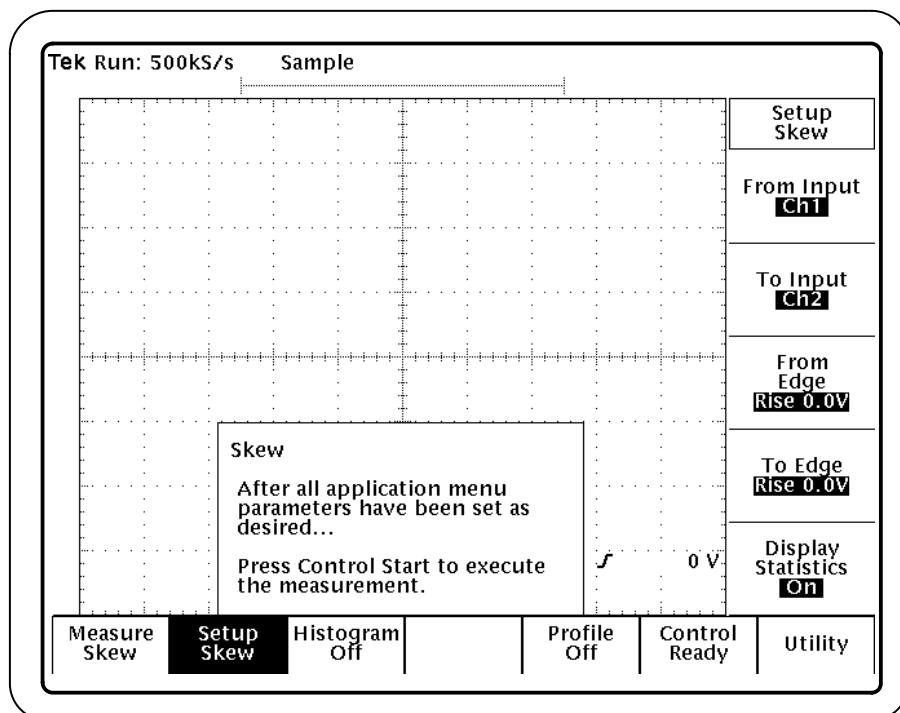 Tek Run: 500kS/s Sample
Setup
Skew
From Input
Ch1
To Input
Ch2
From
Edge
Rise 0.0V
To Edge
Rise 0.0V
Display
Statistics
On
Skew
After all application menu
parameters have been set as
desired...
Press Control Start to execute
the measurement.
0 V
Measure
Skew
Setup
Skew
Histogram
Off
Profile
Off
Control
Ready
Utility